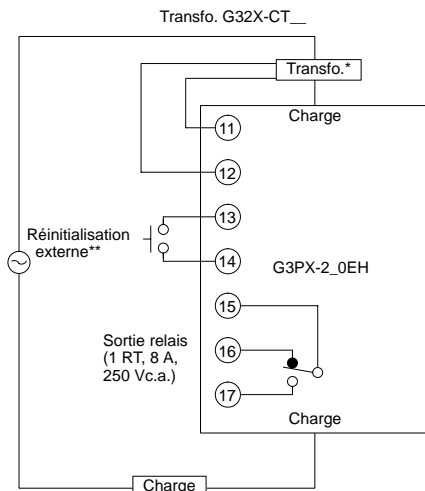 Transfo. G32X-CT__
Transfo.*
Charge
11
12
13
Réinitialisation
externe**
14
G3PX-2_0EH
15
Sortie relais
(1 RT, 8 A,
250 Vc.a.)
16
17
Charge
Charge